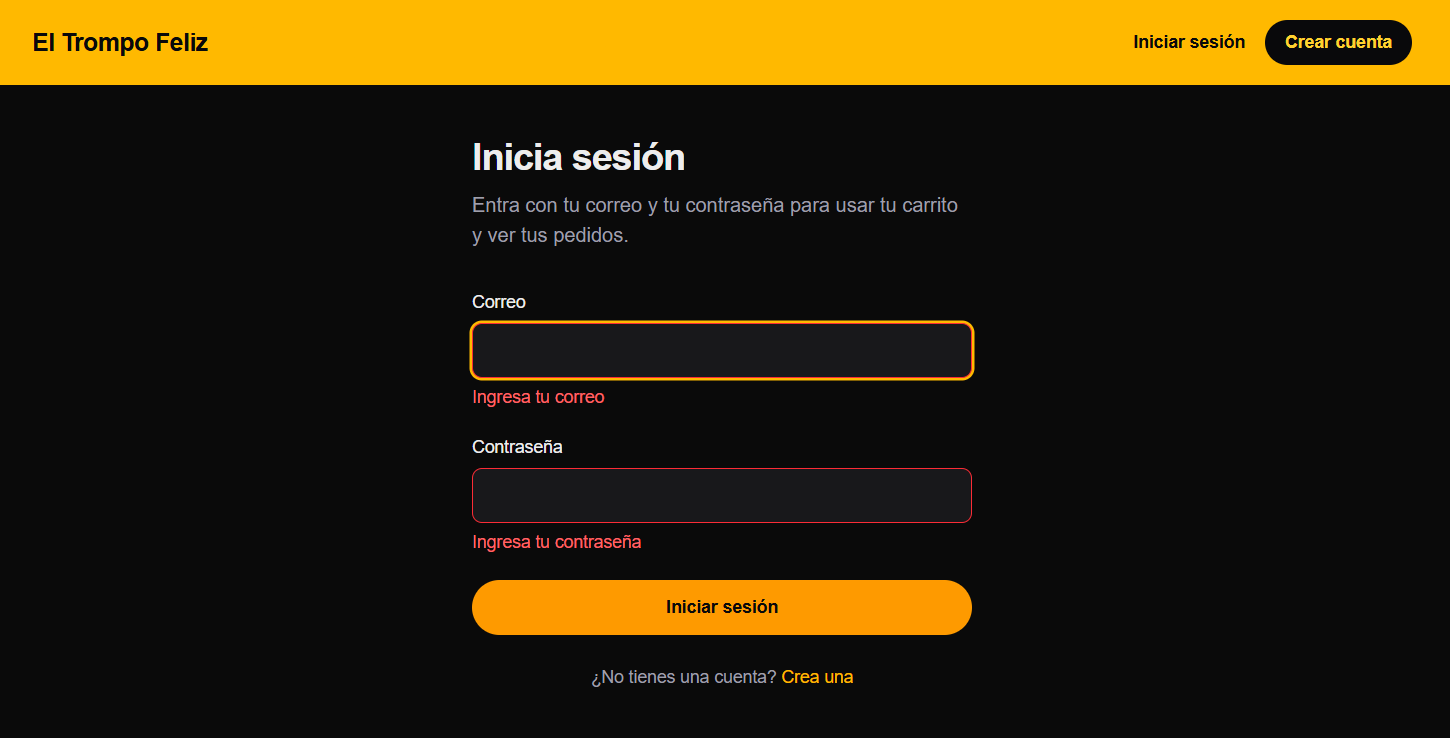 El Trompo Feliz
Iniciar sesión
Crear cuenta
Inicia sesión
Entra con tu correo y tu contraseña para usar tu carrito
y ver tus pedidos.
Correo
Ingresa tu correo
Contraseña
Ingresa tu contraseña
Iniciar sesión
¿No tienes una cuenta? Crea una